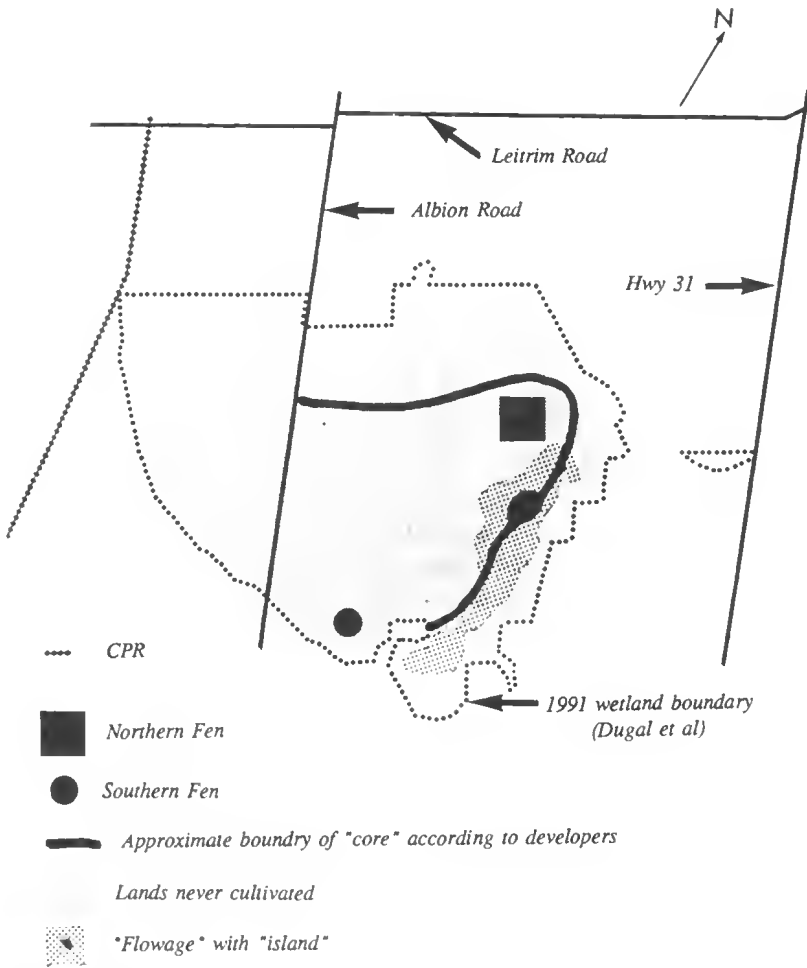 N
Leitrim Road
Albion Road
Hwy 31
CPR
1991 wetland boundary
(Dugal et al)
Northern Fen
Southern Fen
Approximate boundry of "core" according to developers
Lands never cultivated
"Flowage" with "island"